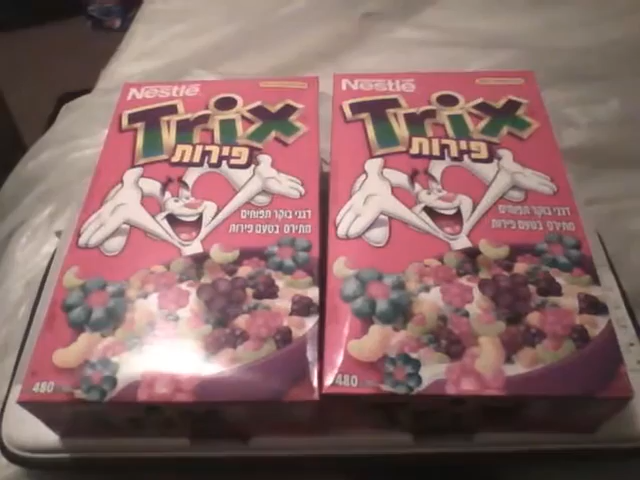 Nestlé
Trix
פירות
דגני בוקר תפוחים
מתירס בטעם פירות
480
Nestlé
Trix
פירות
דגני בוקר תפוחים
מתירס בטעם פירות
480